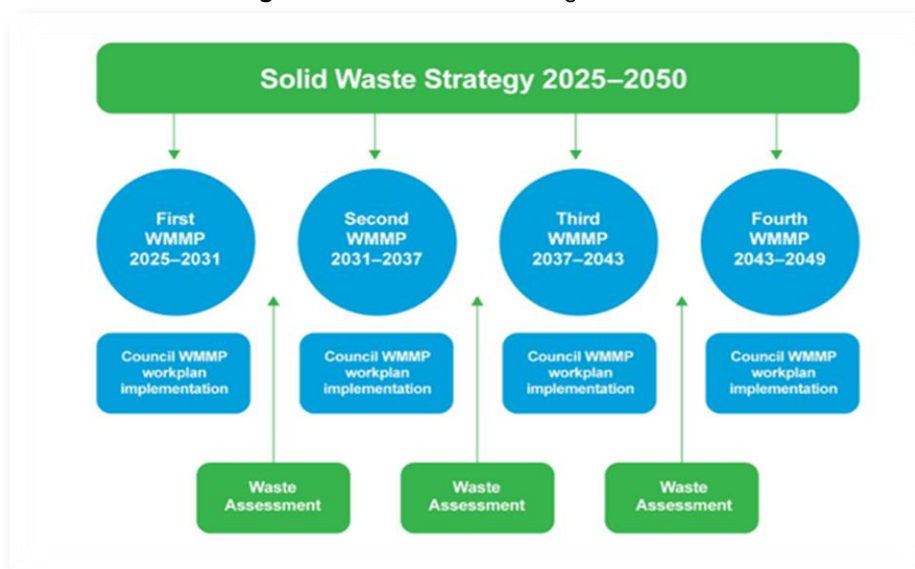 Solid Waste Strategy 2025–2050
First
WMMP
2025–2031
Second
WMMP
2031–2037
Third
WMMP
2037–2043
Fourth
WMMP
2043–2049
Council WMMP
workplan
implementation
Council WMMP
workplan
implementation
Council WMMP
workplan
implementation
Council WMMP
workplan
implementation
Waste
Assessment
Waste
Assessment
Waste
Assessment